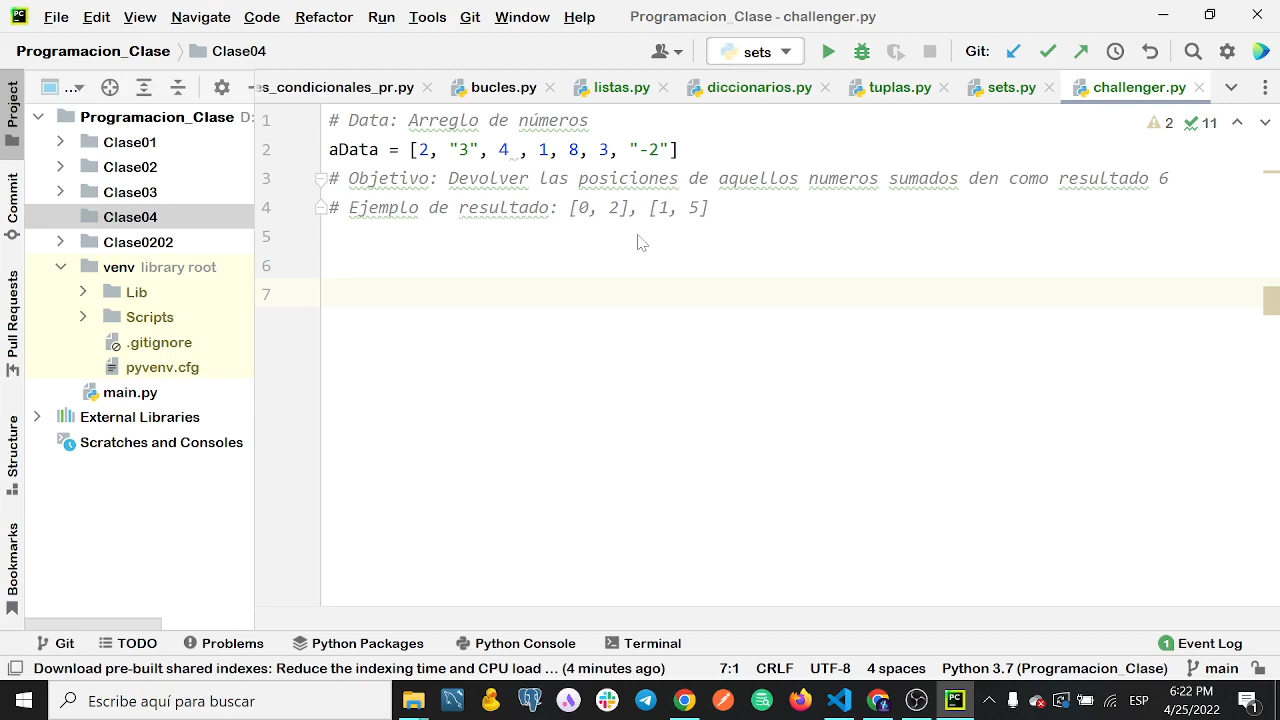 PC File Edit View Navigate Code Refactor Run Tools Git Window Help Programacion_Clase - challenger.py
Programacion_Clase Clase04 sets Git:
... es_condicionales_pr.py bucles.py listas.py diccionarios.py tuplas.py sets.py challenger.py
Project
Commit
Pull Requests
Structure
Bookmarks
Programacion_Clase D:
Clase01
Clase02
Clase03
Clase04
Clase0202
venv library root
Lib
Scripts
.gitignore
pyvenv.cfg
main.py
External Libraries
Scratches and Consoles
1 # Data: Arreglo de números
2 aData = [2, "3", 4 , 1, 8, 3, "-2"]
3 # Objetivo: Devolver las posiciones de aquellos numeros sumados den como resultado 6
4 # Ejemplo de resultado: [0, 2], [1, 5]
5
6
7
2 11
Git TODO Problems Python Packages Python Console Terminal 1 Event Log
Download pre-built shared indexes: Reduce the indexing time and CPU load ... (4 minutes ago) 7:1 CRLF UTF-8 4 spaces Python 3.7 (Programacion_Clase) main
Escribe aquí para buscar PC ESP 6:22 PM
4/25/2022 1